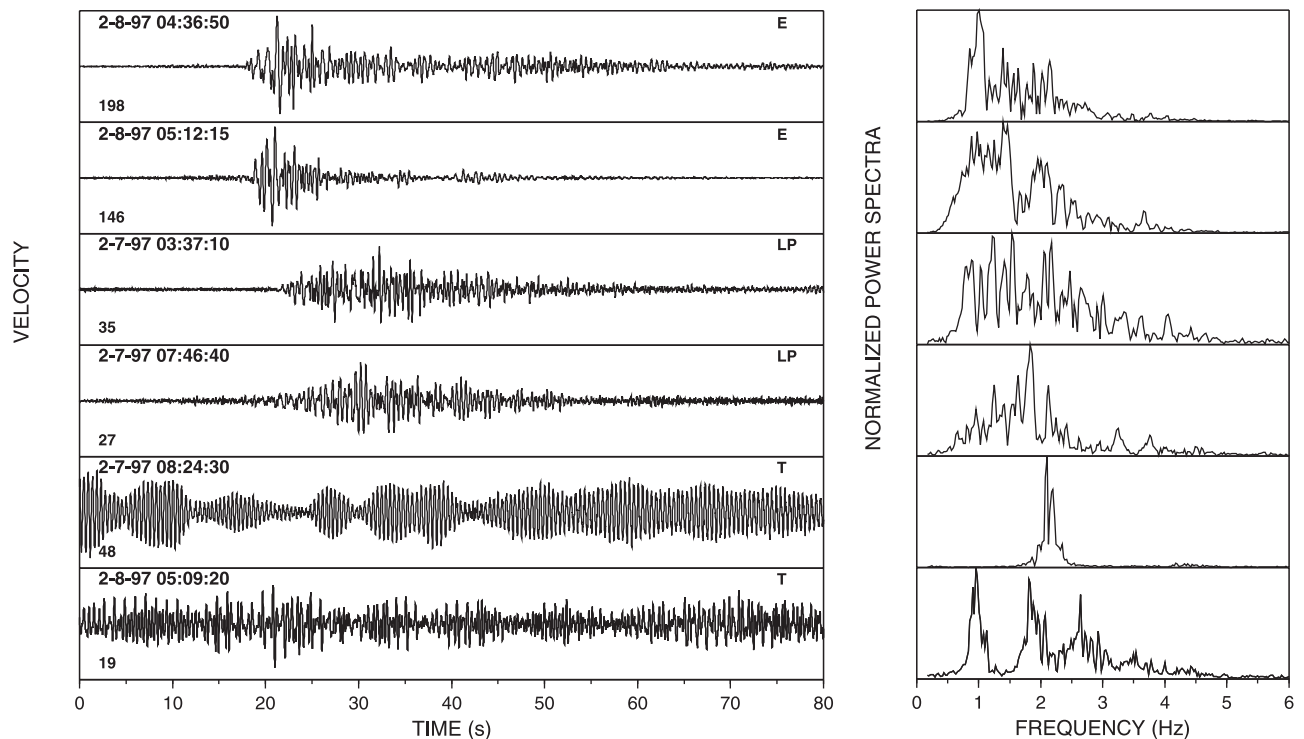 VELOCITY
2-8-97 04:36:50 E
198
2-8-97 05:12:15 E
146
2-7-97 03:37:10 LP
35
2-7-97 07:46:40 LP
27
2-7-97 08:24:30 T
48
2-8-97 05:09:20 T
19
0 10 20 30 40 50 60 70 80
TIME (s)
NORMALIZED POWER SPECTRA
0 1 2 3 4 5 6
FREQUENCY (Hz)